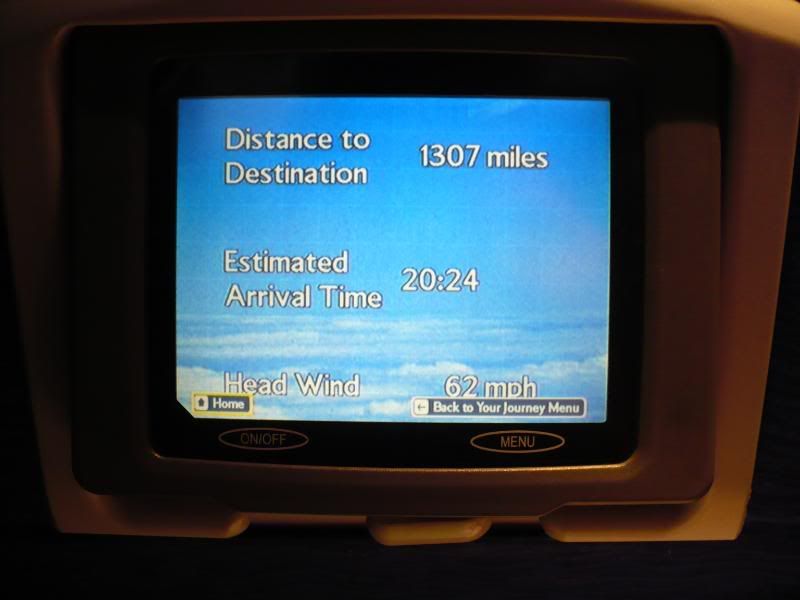 Distance to
Destination
1307 miles
Estimated
Arrival Time
20:24
Head Wind
62 mph
Home
Back to Your Journey Menu
ON/OFF
MENU